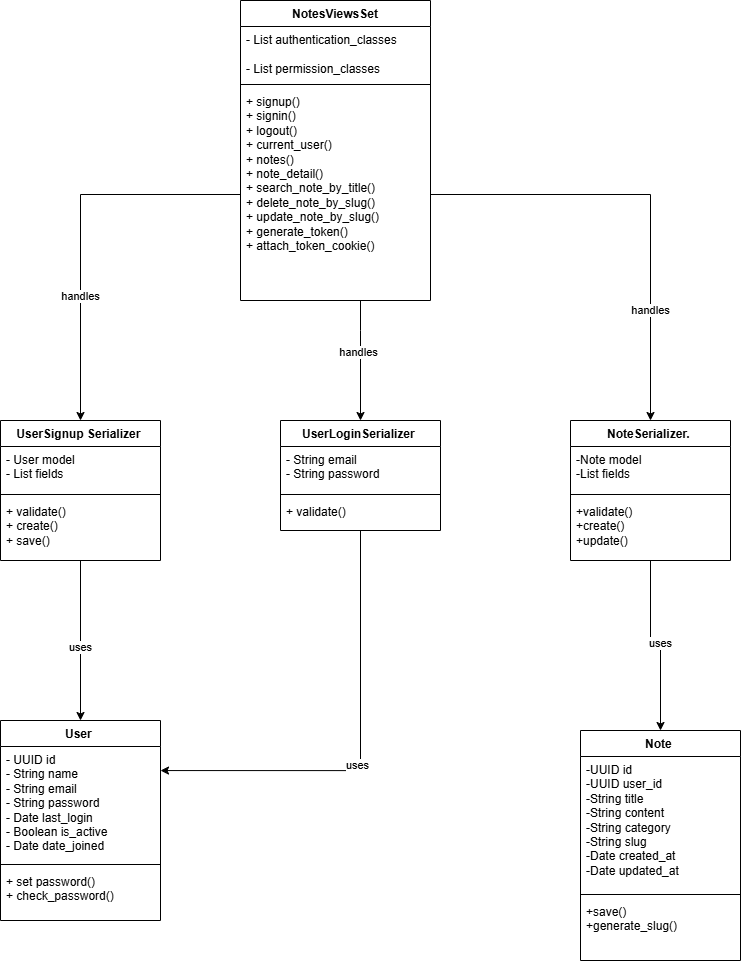 NotesViewsSet
- List authentication_classes
- List permission_classes
+ signup()
+ signin()
+ logout()
+ current_user()
+ notes()
+ note_detail()
+ search_note_by_title()
+ delete_note_by_slug()
+ update_note_by_slug()
+ generate_token()
+ attach_token_cookie()
handles
handles
handles
UserSignup Serializer
- User model
- List fields
+ validate()
+ create()
+ save()
UserLoginSerializer
- String email
- String password
+ validate()
NoteSerializer.
-Note model
-List fields
+validate()
+create()
+update()
uses
uses
uses
User
- UUID id
- String name
- String email
- String password
- Date last_login
- Boolean is_active
- Date date_joined
+ set password()
+ check_password()
Note
-UUID id
-UUID user_id
-String title
-String content
-String category
-String slug
-Date created_at
-Date updated_at
+save()
+generate_slug()